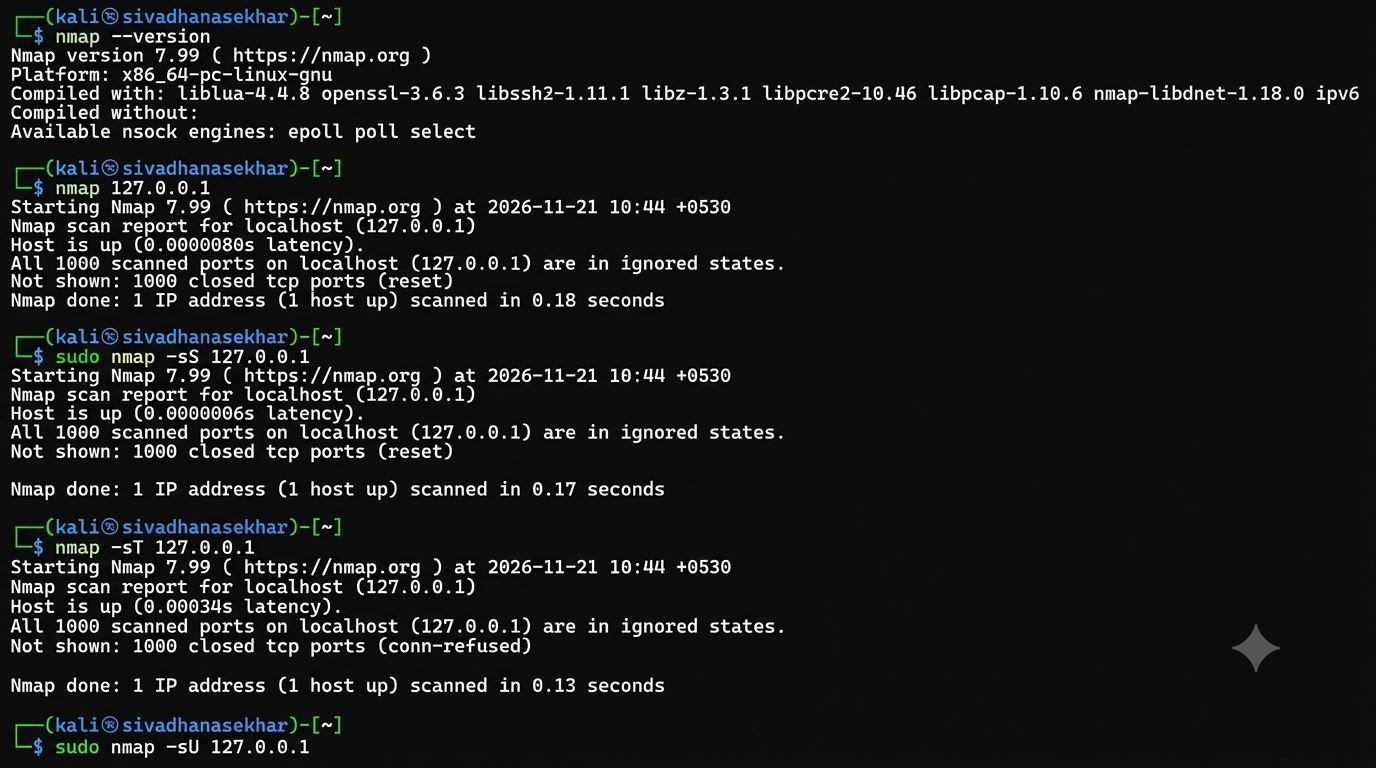 ┌──(kali㉿sivadhanasekhar)-[~]
└─$ nmap --version
Nmap version 7.99 ( https://nmap.org )
Platform: x86_64-pc-linux-gnu
Compiled with: liblua-4.4.8 openssl-3.6.3 libssh2-1.11.1 libz-1.3.1 libpcre2-10.46 libpcap-1.10.6 nmap-libdnet-1.18.0 ipv6
Compiled without:
Available nsock engines: epoll poll select
┌──(kali㉿sivadhanasekhar)-[~]
└─$ nmap 127.0.0.1
Starting Nmap 7.99 ( https://nmap.org ) at 2026-11-21 10:44 +0530
Nmap scan report for localhost (127.0.0.1)
Host is up (0.0000080s latency).
All 1000 scanned ports on localhost (127.0.0.1) are in ignored states.
Not shown: 1000 closed tcp ports (reset)
Nmap done: 1 IP address (1 host up) scanned in 0.18 seconds
┌──(kali㉿sivadhanasekhar)-[~]
└─$ sudo nmap -sS 127.0.0.1
Starting Nmap 7.99 ( https://nmap.org ) at 2026-11-21 10:44 +0530
Nmap scan report for localhost (127.0.0.1)
Host is up (0.0000006s latency).
All 1000 scanned ports on localhost (127.0.0.1) are in ignored states.
Not shown: 1000 closed tcp ports (reset)
Nmap done: 1 IP address (1 host up) scanned in 0.17 seconds
┌──(kali㉿sivadhanasekhar)-[~]
└─$ nmap -sT 127.0.0.1
Starting Nmap 7.99 ( https://nmap.org ) at 2026-11-21 10:44 +0530
Nmap scan report for localhost (127.0.0.1)
Host is up (0.00034s latency).
All 1000 scanned ports on localhost (127.0.0.1) are in ignored states.
Not shown: 1000 closed tcp ports (conn-refused)
Nmap done: 1 IP address (1 host up) scanned in 0.13 seconds
┌──(kali㉿sivadhanasekhar)-[~]
└─$ sudo nmap -sU 127.0.0.1